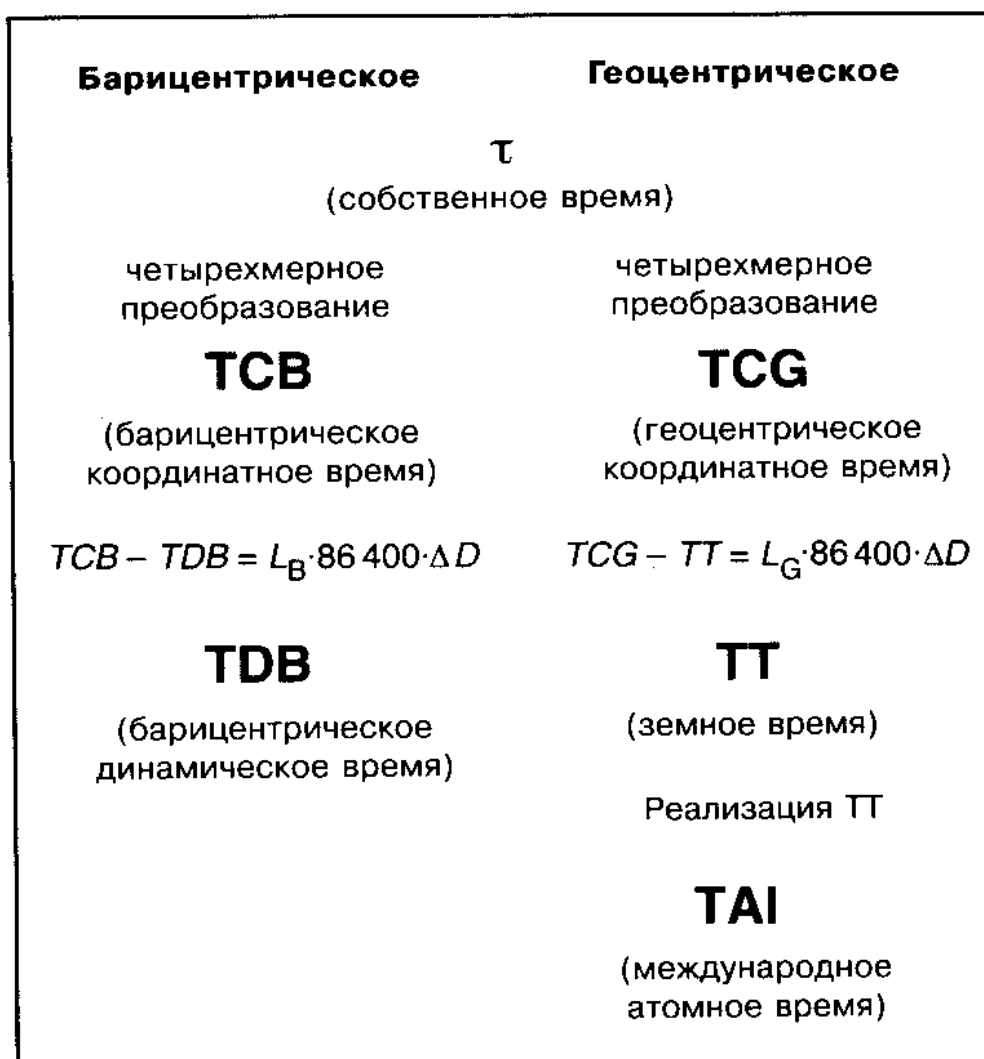 Барицентрическое Геоцентрическое
τ
(собственное время)
четырехмерное четырехмерное
преобразование преобразование
TCB TCG
(барицентрическое (геоцентрическое
координатное время) координатное время)
TCB – TDB = L_B·86 400·ΔD TCG – TT = L_G·86 400·ΔD
TDB TT
(барицентрическое (земное время)
динамическое время)
Реализация TT
TAI
(международное
атомное время)